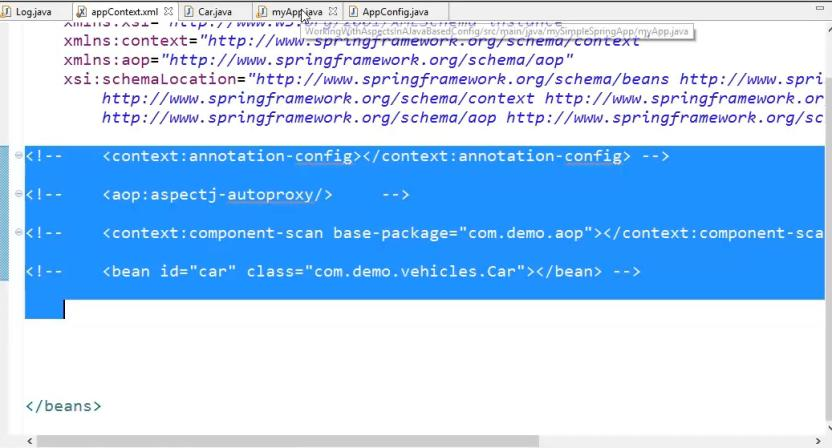 Log.java appContext.xml Car.java myApp.java AppConfig.java
WorkingWithAspectsInAJavaBasedConfig/src/main/java/mySimpleSpringApp/myApp.java
xmlns:xsi="http://www.w3.org/2001/XMLSchema-instance"
xmlns:context="http://www.springframework.org/schema/context"
xmlns:aop="http://www.springframework.org/schema/aop"
xsi:schemaLocation="http://www.springframework.org/schema/beans http://www.spri
http://www.springframework.org/schema/context http://www.springframework.or
http://www.springframework.org/schema/aop http://www.springframework.org/sc
<!-- <context:annotation-config></context:annotation-config> -->
<!-- <aop:aspectj-autoproxy/> -->
<!-- <context:component-scan base-package="com.demo.aop"></context:component-sca
<!-- <bean id="car" class="com.demo.vehicles.Car"></bean> -->
</beans>